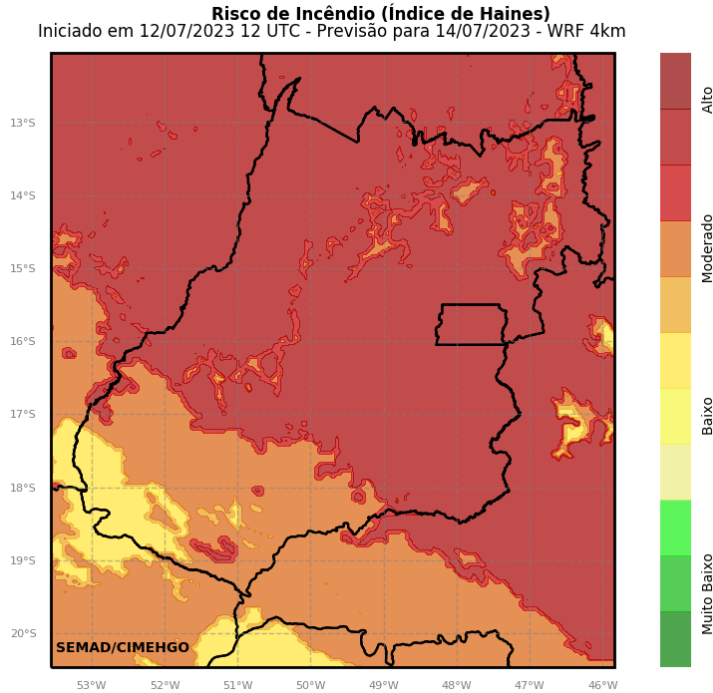 Risco de Incêndio (Índice de Haines)
Iniciado em 12/07/2023 12 UTC - Previsão para 14/07/2023 - WRF 4km
13°S
14°S
15°S
16°S
17°S
18°S
19°S
20°S
SEMAD/CIMEHGO
53°W 52°W 51°W 50°W 49°W 48°W 47°W 46°W
Alto
Moderado
Baixo
Muito Baixo